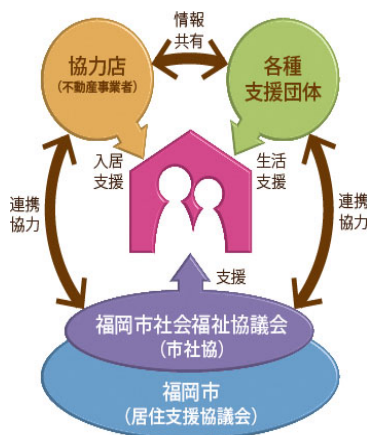 情報
共有
協力店
(不動産事業者)
各種
支援団体
入居
支援
生活
支援
連携
協力
連携
協力
支援
福岡市社会福祉協議会
(市社協)
福岡市
(居住支援協議会)